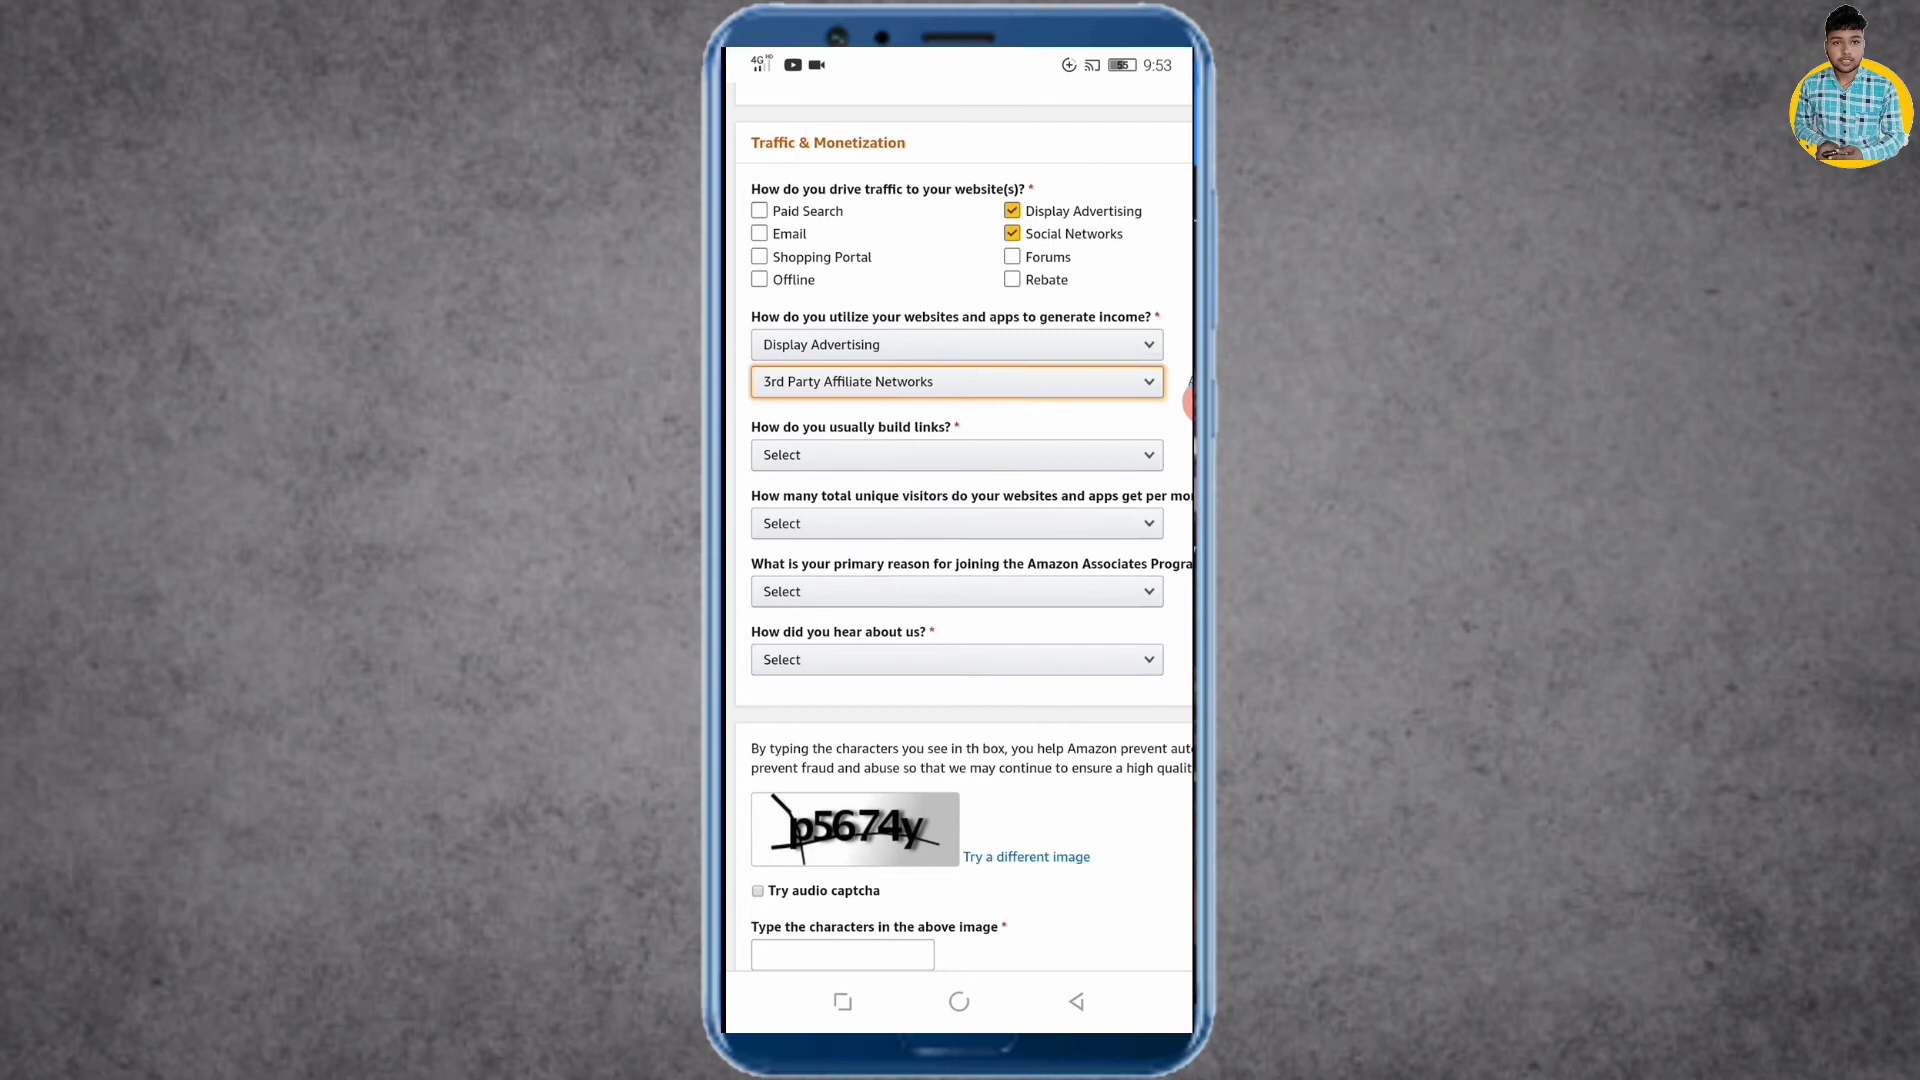 4G HD
55 9:53
Traffic & Monetization
How do you drive traffic to your website(s)? *
Paid Search
Display Advertising
Email
Social Networks
Shopping Portal
Forums
Offline
Rebate
How do you utilize your websites and apps to generate income? *
Display Advertising
3rd Party Affiliate Networks
How do you usually build links? *
Select
How many total unique visitors do your websites and apps get per mo
Select
What is your primary reason for joining the Amazon Associates Progra
Select
How did you hear about us? *
Select
By typing the characters you see in th box, you help Amazon prevent aut
prevent fraud and abuse so that we may continue to ensure a high qualit
p5674y
Try a different image
Try audio captcha
Type the characters in the above image *